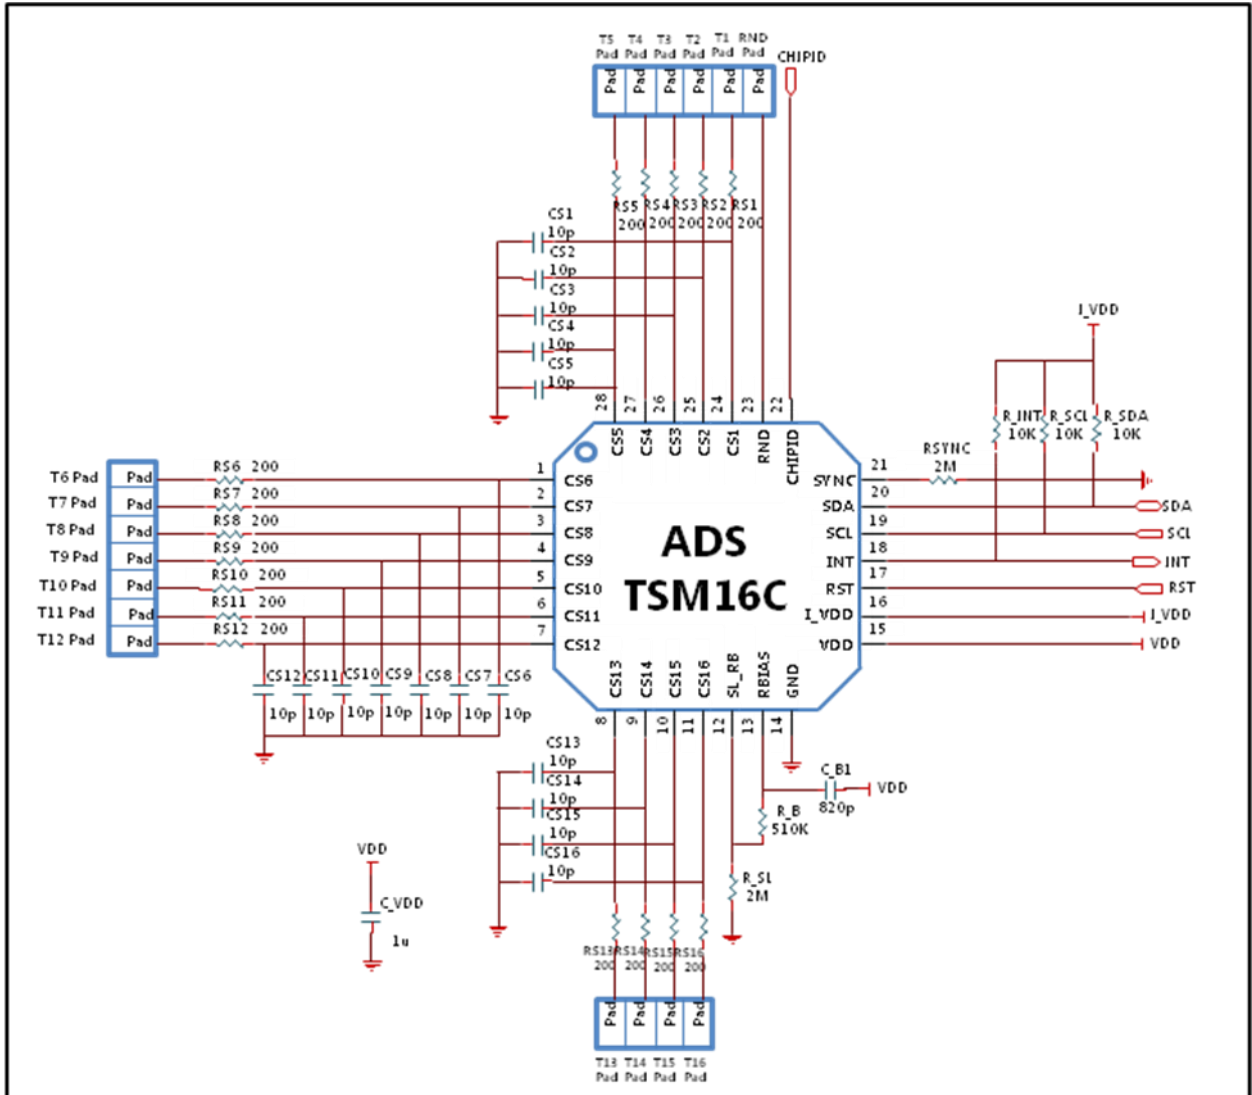 T5 T4 T3 T2 T1 RND
Pad Pad Pad Pad Pad Pad
CHIPID
Pad Pad Pad Pad Pad Pad
RS5 RS4 RS3 RS2 RS1
200 200 200 200 200
CS1
10p
CS2
10p
CS3
10p
CS4
10p
CS5
10p
I_VDD
R_INT R_SCL R_SDA
10K 10K 10K
28 27 26 25 24 23 22
CS5 CS4 CS3 CS2 CS1 RND CHIPID
RSYNC
2M
T6 Pad Pad RS6 200 1 CS6
T7 Pad Pad RS7 200 2 CS7
T8 Pad Pad RS8 200 3 CS8
T9 Pad Pad RS9 200 4 CS9
T10 Pad Pad RS10 200 5 CS10
T11 Pad Pad RS11 200 6 CS11
T12 Pad Pad RS12 200 7 CS12
ADS
TSM16C
SYNC 21
SDA 20 SDA
SCL 19 SCL
INT 18 INT
RST 17 RST
I_VDD 16 I_VDD
VDD 15 VDD
CS12 CS11 CS10 CS9 CS8 CS7 CS6
10p 10p 10p 10p 10p 10p 10p
CS13 CS14 CS15 CS16 SL_RB RBIAS GND
8 9 10 11 12 13 14
CS13
10p
CS14
10p
CS15
10p
CS16
10p
C_B1
820p
VDD
R_B
510K
R_SL
2M
VDD
C_VDD
1u
RS13 RS14 RS15 RS16
200 200 200 200
Pad Pad Pad Pad
T13 T14 T15 T16
Pad Pad Pad Pad